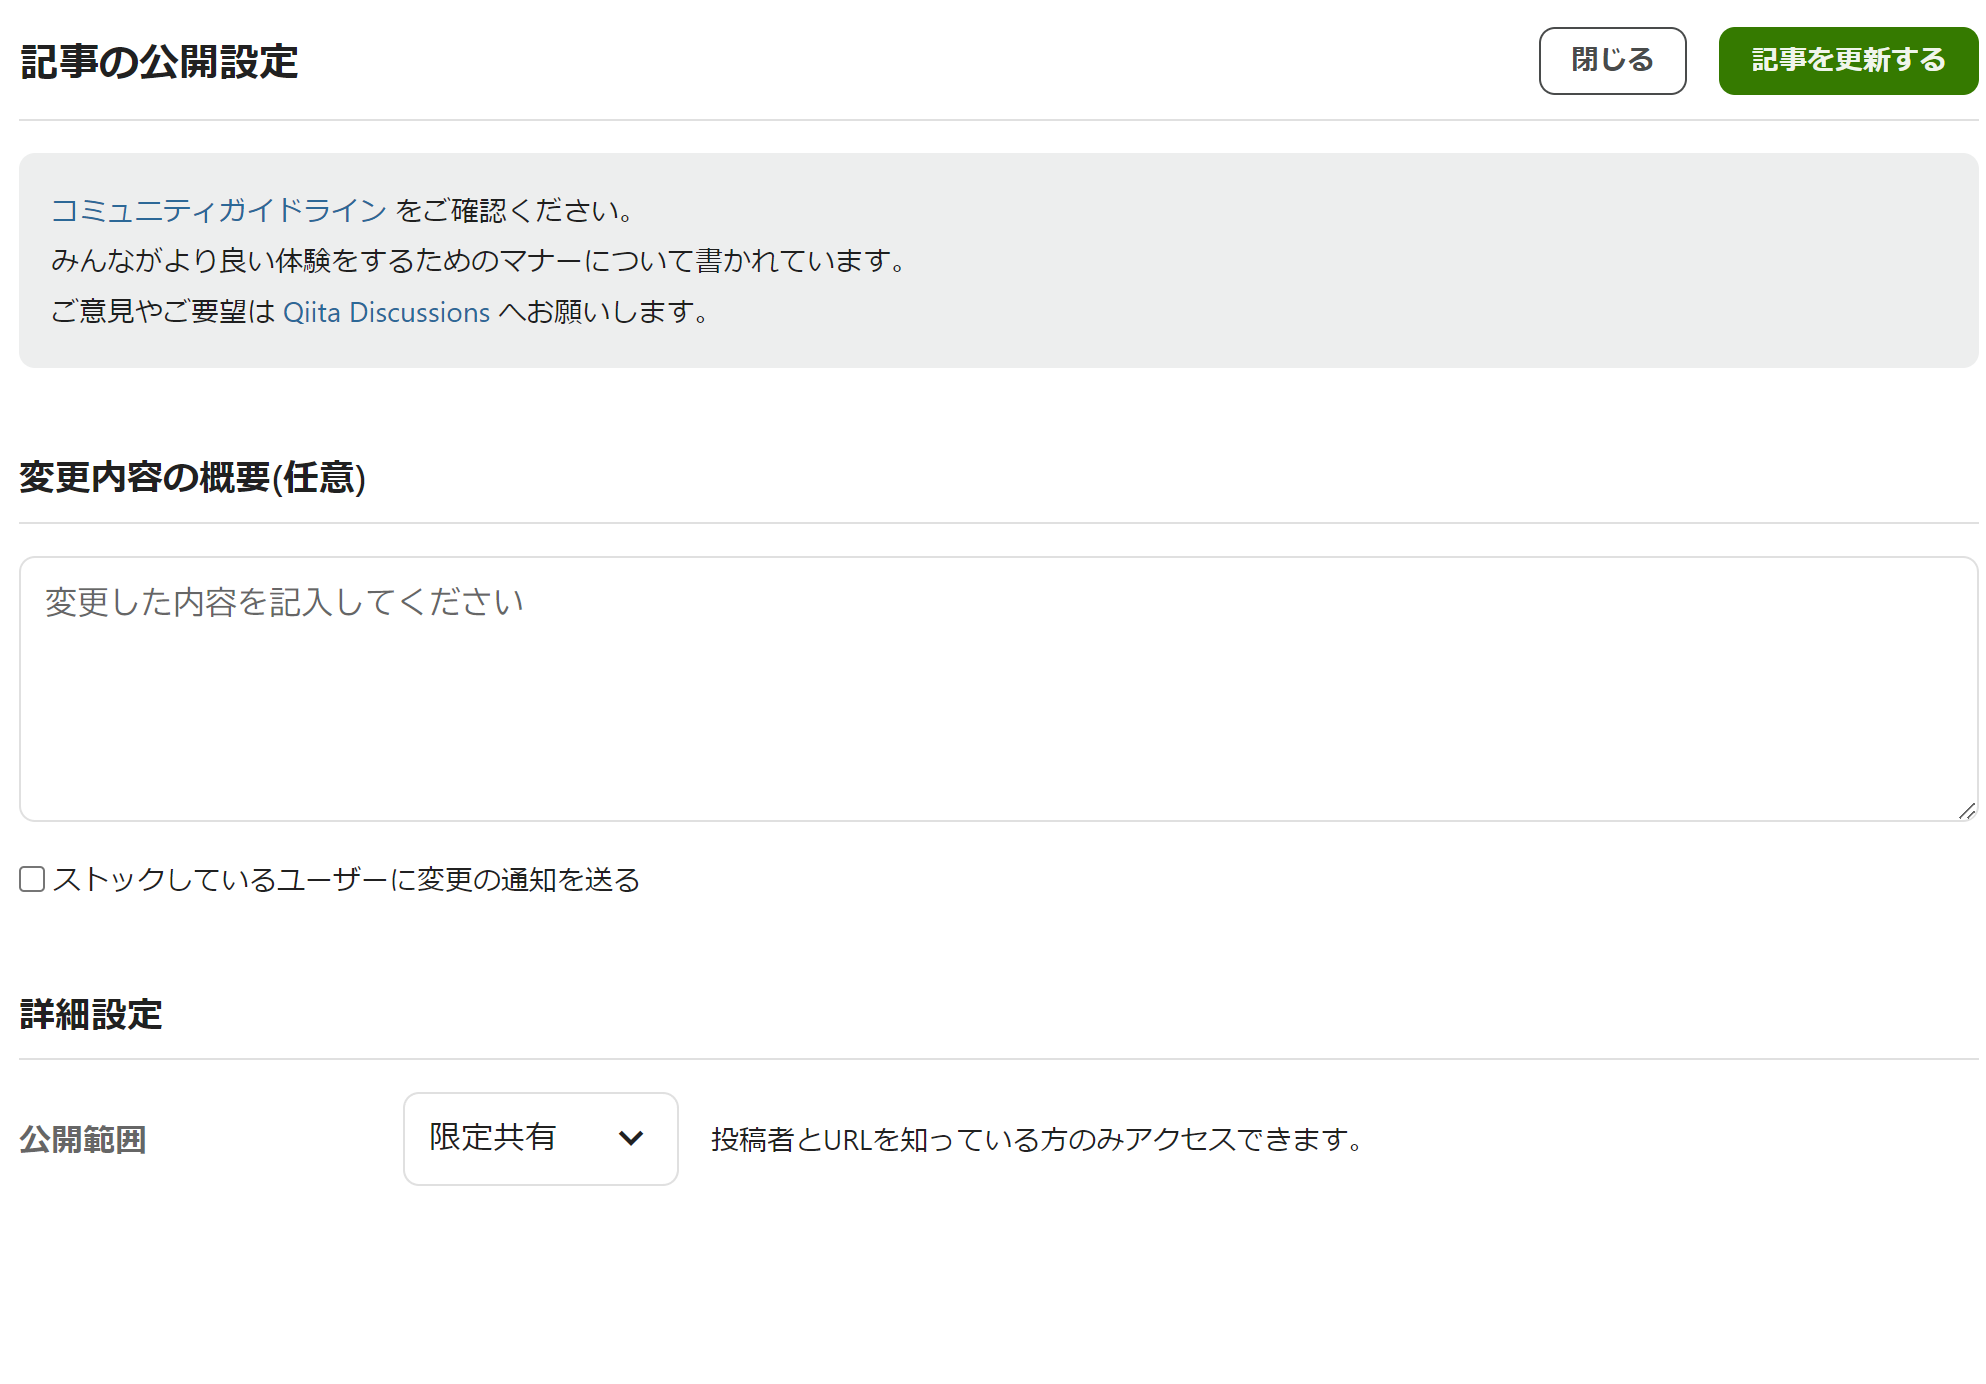 記事の公開設定
閉じる
記事を更新する
コミュニティガイドライン をご確認ください。
みんながより良い体験をするためのマナーについて書かれています。
ご意見やご要望は Qiita Discussions へお願いします。
変更内容の概要(任意)
変更した内容を記入してください
ストックしているユーザーに変更の通知を送る
詳細設定
公開範囲
限定共有
投稿者とURLを知っている方のみアクセスできます。